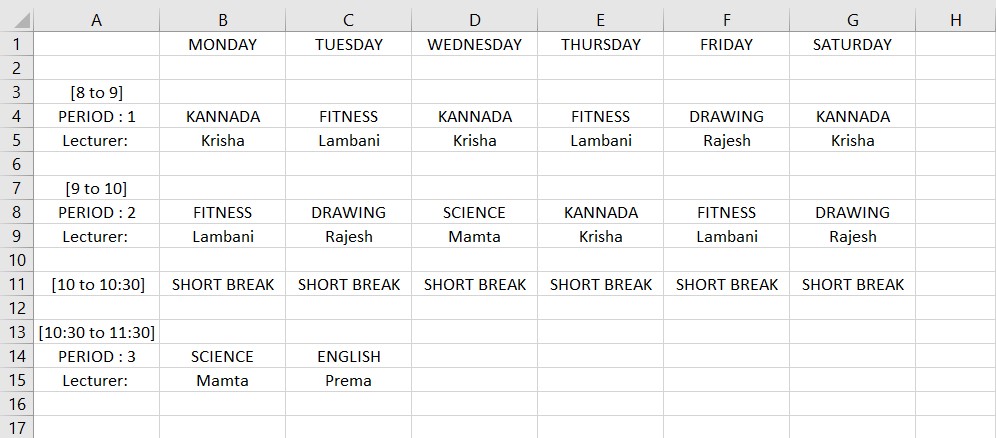 A B C D E F G H
1 MONDAY TUESDAY WEDNESDAY THURSDAY FRIDAY SATURDAY
2
3 [8 to 9]
4 PERIOD : 1 KANNADA FITNESS KANNADA FITNESS DRAWING KANNADA
5 Lecturer: Krisha Lambani Krisha Lambani Rajesh Krisha
6
7 [9 to 10]
8 PERIOD : 2 FITNESS DRAWING SCIENCE KANNADA FITNESS DRAWING
9 Lecturer: Lambani Rajesh Mamta Krisha Lambani Rajesh
10
11 [10 to 10:30] SHORT BREAK SHORT BREAK SHORT BREAK SHORT BREAK SHORT BREAK SHORT BREAK
12
13 [10:30 to 11:30]
14 PERIOD : 3 SCIENCE ENGLISH
15 Lecturer: Mamta Prema
16
17